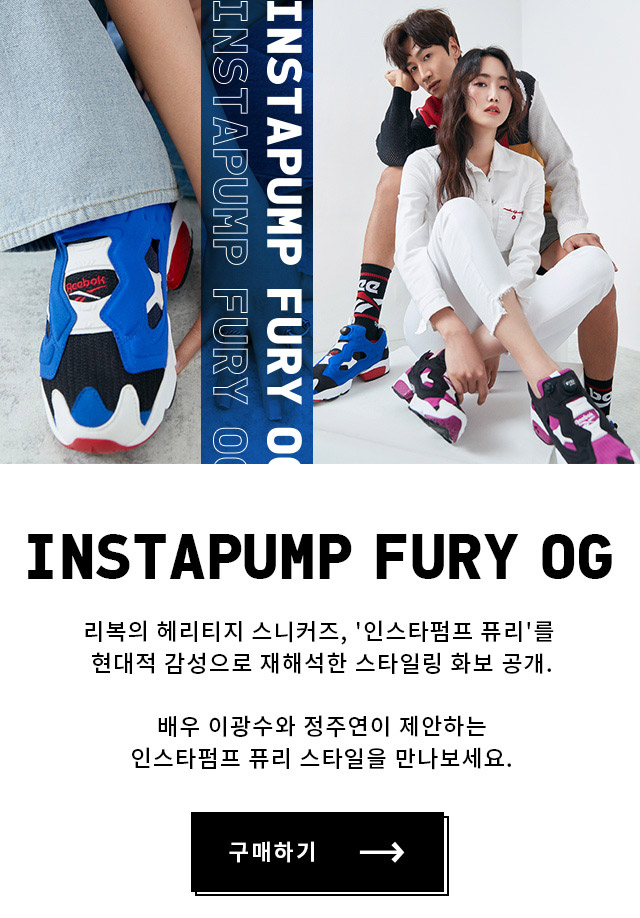 INSTAPUMP FURY OG
INSTAPUMP FURY OG
Reebok
INSTAPUMP FURY OG
리복의 헤리티지 스니커즈, '인스타펌프 퓨리'를
현대적 감성으로 재해석한 스타일링 화보 공개.
배우 이광수와 정주연이 제안하는
인스타펌프 퓨리 스타일을 만나보세요.
구매하기